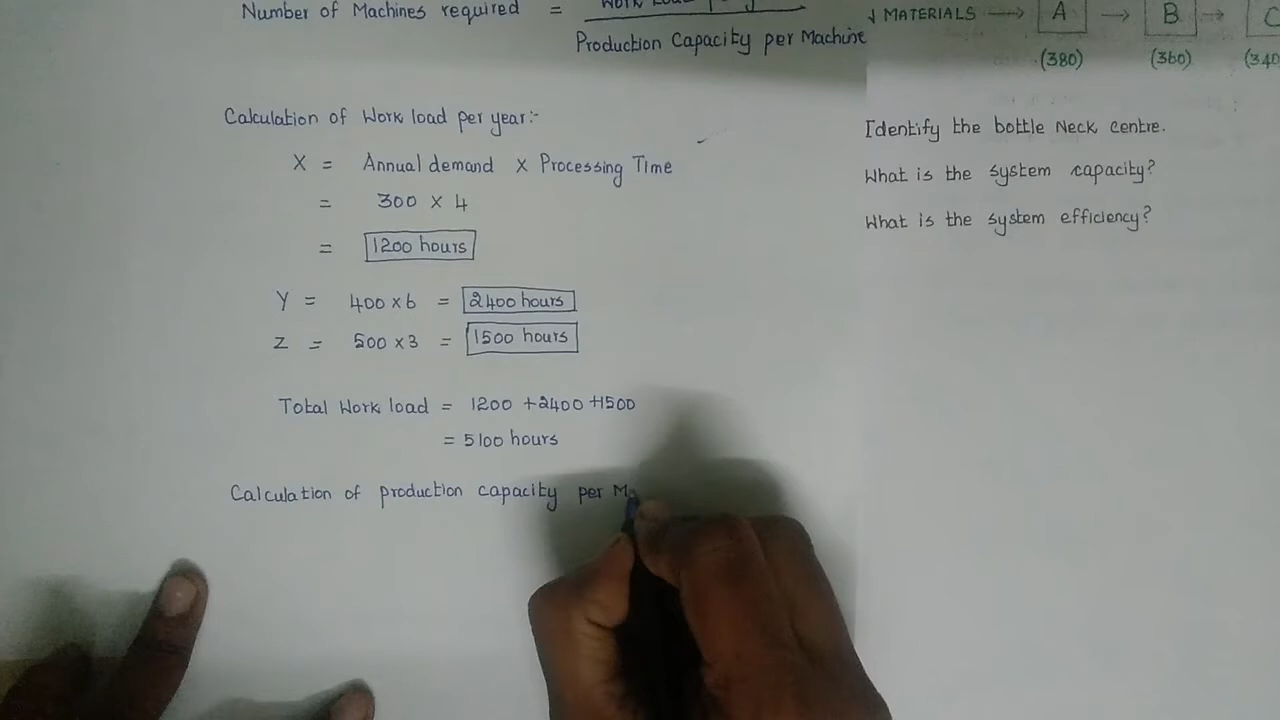 Number of Machines required =
Production Capacity per Machine
Calculation of Work load per year:-
X = Annual demand X Processing Time
= 300 X 4
= 1200 hours
Y = 400 x 6 = 2400 hours
Z = 500 x 3 = 1500 hours
Total Work load = 1200 + 2400 + 1500
= 5100 hours
Calculation of production capacity per
↓ MATERIALS → A → B → C
(380) (360) (340
Identify the bottle Neck centre.
What is the system capacity?
What is the system efficiency?